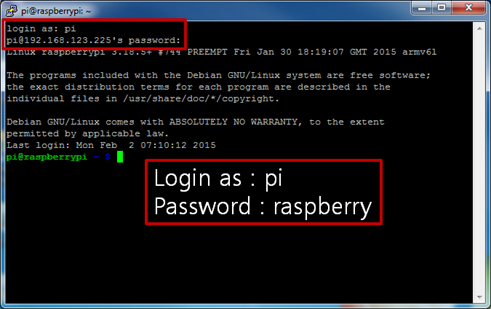 pi@raspberrypi: ~
login as: pi
pi@192.168.123.225's password:
Linux raspberrypi 3.18.5+ #744 PREEMPT Fri Jan 30 18:19:07 GMT 2015 armv6l
The programs included with the Debian GNU/Linux system are free software;
the exact distribution terms for each program are described in the
individual files in /usr/share/doc/*/copyright.
Debian GNU/Linux comes with ABSOLUTELY NO WARRANTY, to the extent
permitted by applicable law.
Last login: Mon Feb  2 07:10:12 2015
pi@raspberrypi ~ $
Login as : pi
Password : raspberry